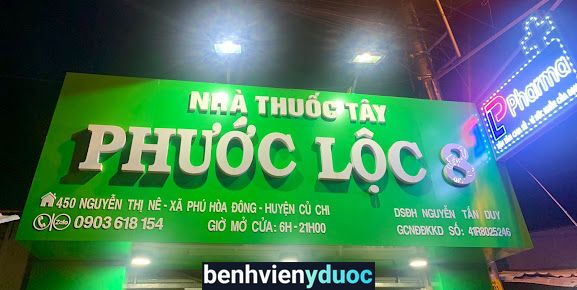 NHÀ THUỐC TÂY
PHƯỚC LỘC 8
450 NGUYỄN THỊ NÊ - XÃ PHÚ HÒA ĐÔNG - HUYỆN CỦ CHI
Zalo 0903 618 154
GIỜ MỞ CỬA: 6H - 21H00
DSĐH NGUYỄN TẤN DUY
GCNĐĐKKD SỐ: 41R8025246
PL Pharma
benhvienyduoc